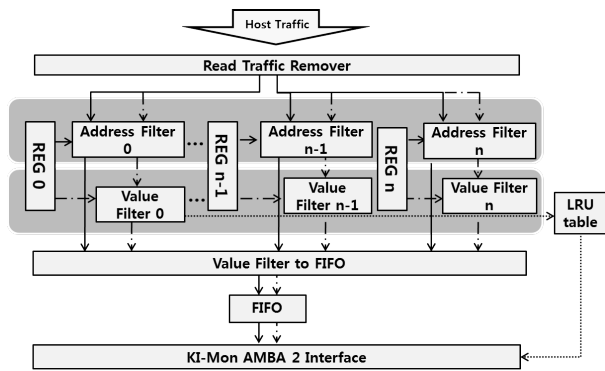 Host Traffic
Read Traffic Remover
REG 0
Address Filter
0
...
REG n-1
Address Filter
n-1
REG n
Address Filter
n
Value
Filter 0
...
Value
Filter n-1
Value Filter
n
LRU
table
Value Filter to FIFO
FIFO
KI-Mon AMBA 2 Interface